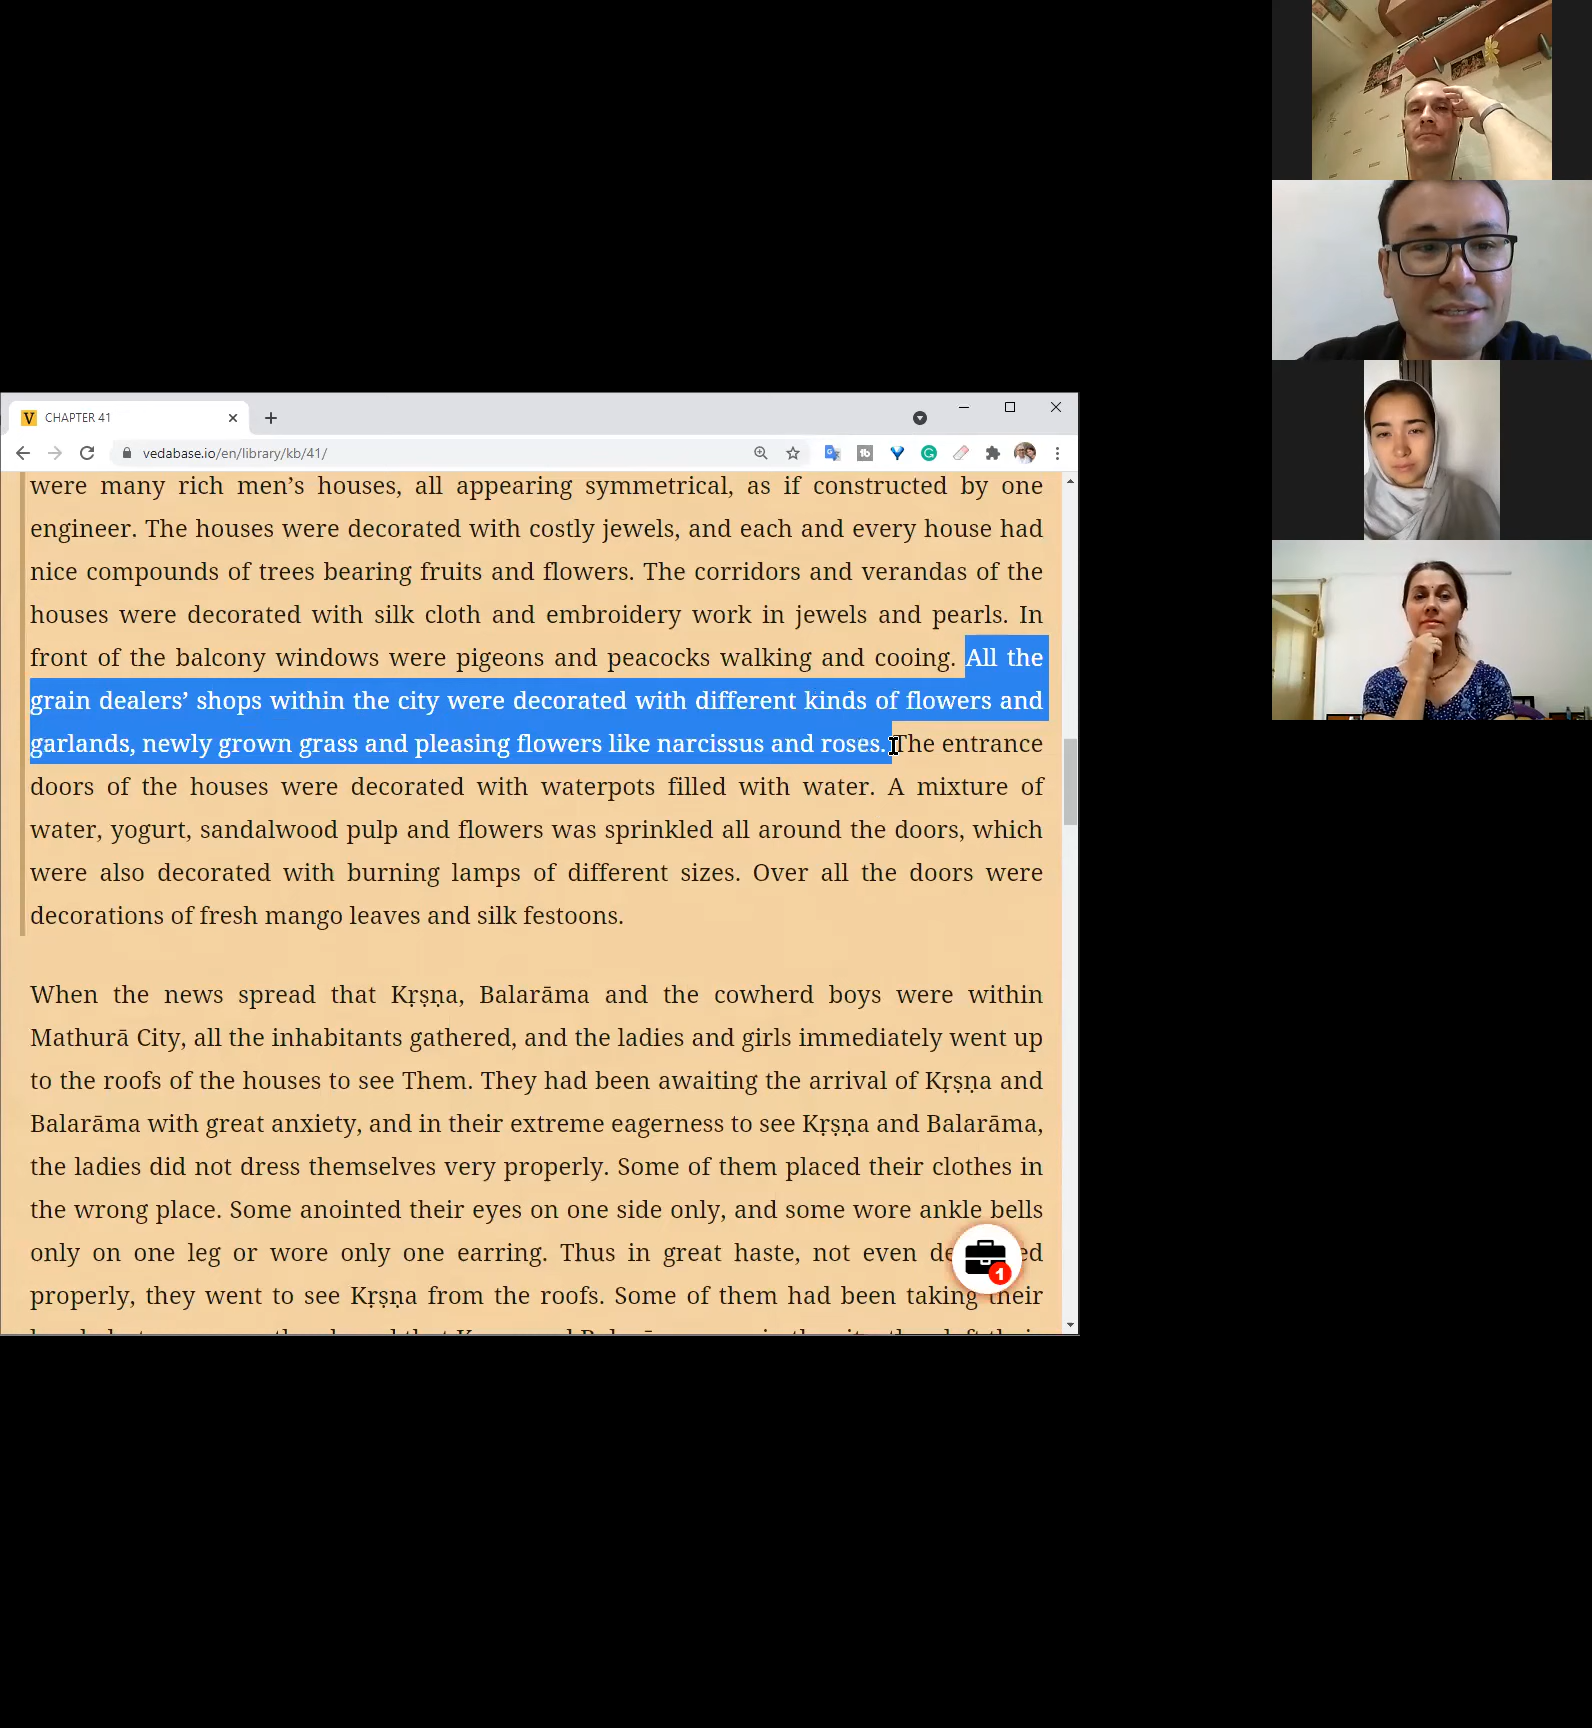 CHAPTER 41
vedabase.io/en/library/kb/41/
were many rich men’s houses, all appearing symmetrical, as if constructed by one
engineer. The houses were decorated with costly jewels, and each and every house had
nice compounds of trees bearing fruits and flowers. The corridors and verandas of the
houses were decorated with silk cloth and embroidery work in jewels and pearls. In
front of the balcony windows were pigeons and peacocks walking and cooing. All the
grain dealers’ shops within the city were decorated with different kinds of flowers and
garlands, newly grown grass and pleasing flowers like narcissus and roses. The entrance
doors of the houses were decorated with waterpots filled with water. A mixture of
water, yogurt, sandalwood pulp and flowers was sprinkled all around the doors, which
were also decorated with burning lamps of different sizes. Over all the doors were
decorations of fresh mango leaves and silk festoons.
When the news spread that Kṛṣṇa, Balarāma and the cowherd boys were within
Mathurā City, all the inhabitants gathered, and the ladies and girls immediately went up
to the roofs of the houses to see Them. They had been awaiting the arrival of Kṛṣṇa and
Balarāma with great anxiety, and in their extreme eagerness to see Kṛṣṇa and Balarāma,
the ladies did not dress themselves very properly. Some of them placed their clothes in
the wrong place. Some anointed their eyes on one side only, and some wore ankle bells
only on one leg or wore only one earring. Thus in great haste, not even
properly, they went to see Kṛṣṇa from the roofs. Some of them had been taking their
1